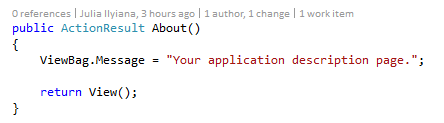 0 references | Julia Ilyiana, 3 hours ago | 1 author, 1 change | 1 work item
public ActionResult About()
{
    ViewBag.Message = "Your application description page.";

    return View();
}